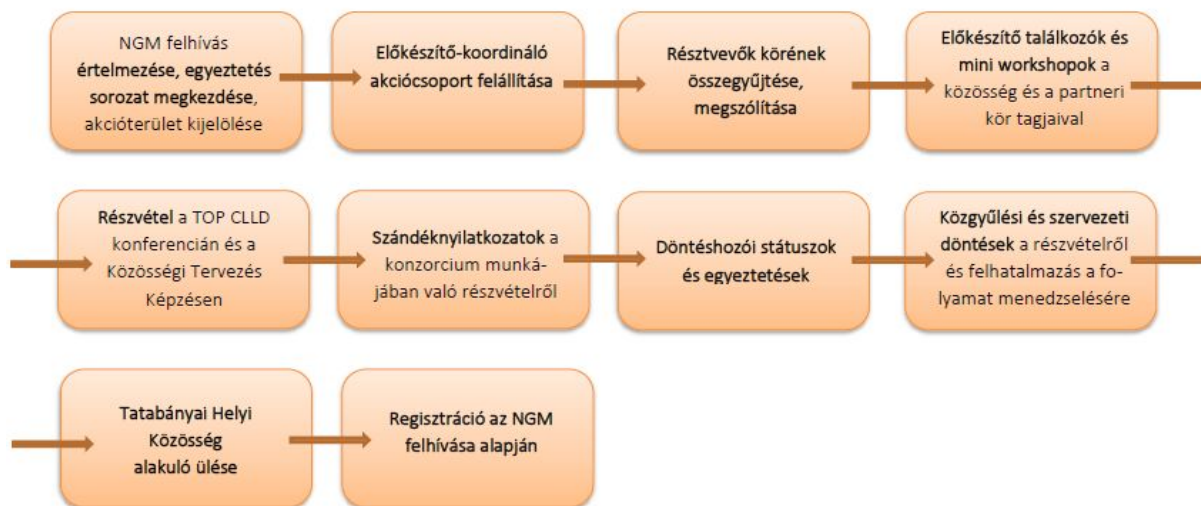 NGM felhívás
értelmezése, egyeztetés
sorozat megkezdése,
akcióterület kijelölése
Előkészítő-koordináló
akciócsoport felállítása
Résztvevők körének
összegyűjtése,
megszólítása
Előkészítő találkozók és
mini workshopok a
közösség és a partneri
kör tagjaival
Részvétel a TOP CLLD
konferencián és a
Közösségi Tervezés
Képzésen
Szándéknyilatkozatok a
konzorcium munká-
jában való részvételről
Döntéshozói státuszok
és egyeztetések
Közgyűlési és szervezeti
döntések a részvételről
és felhatalmazás a fo-
lyamat menedzselésére
Tatabányai Helyi
Közösség
alakuló ülése
Regisztráció az NGM
felhívása alapján